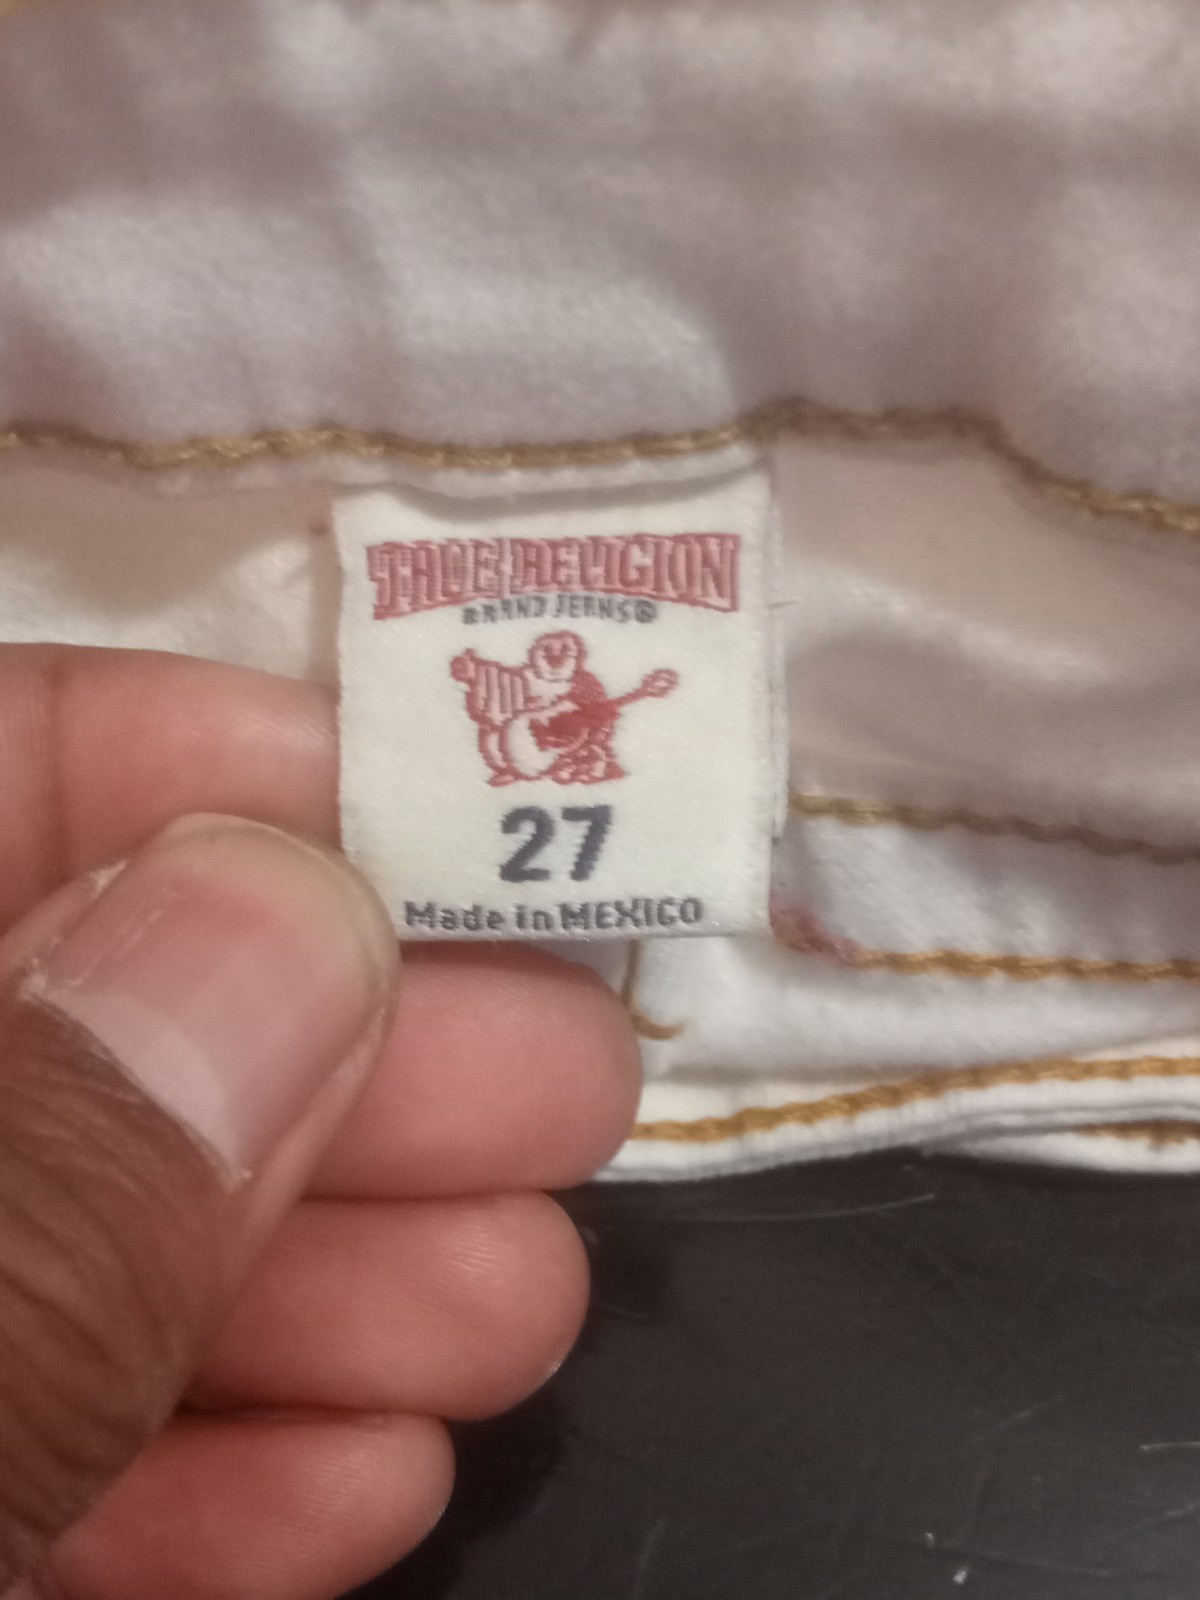 TRUE RELIGION
BRAND JEANS®
27
Made in MEXICO